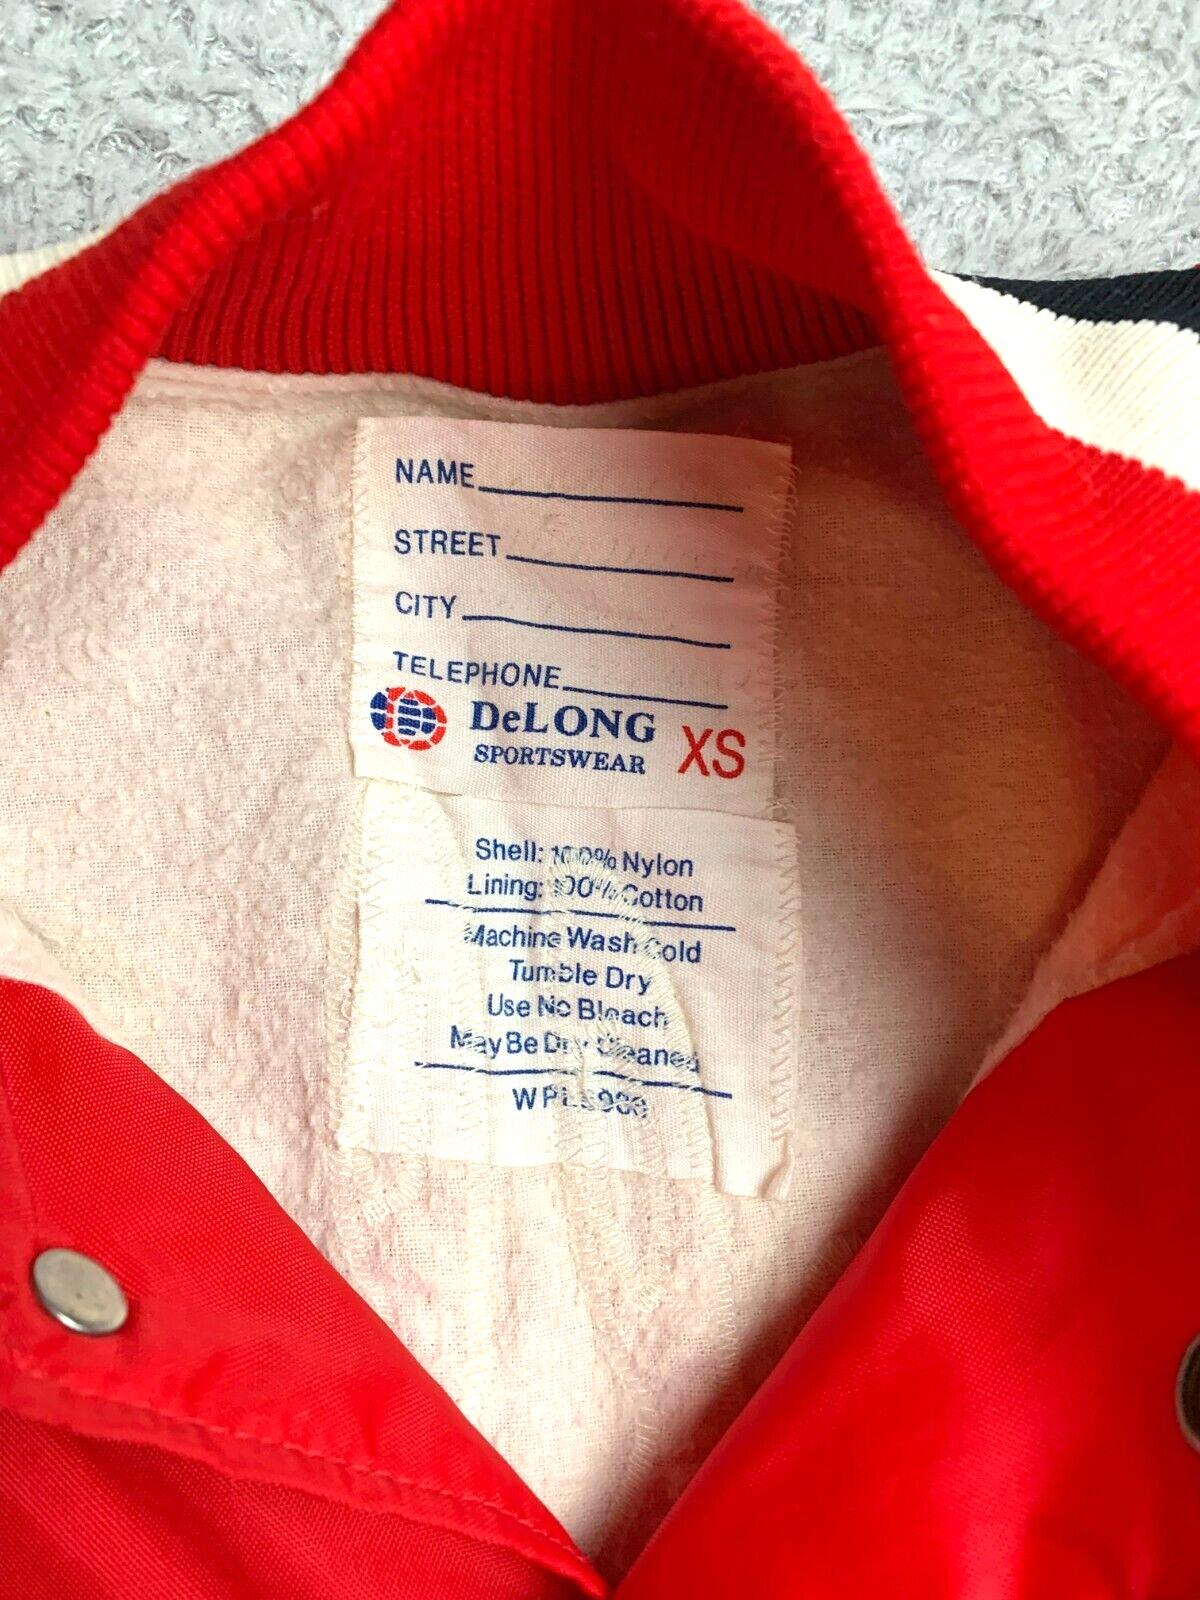 NAME
STREET
CITY
TELEPHONE
DeLONG XS
SPORTSWEAR
Shell: 100% Nylon
Lining: 100% Cotton
Machine Wash Cold
Tumble Dry
Use No Bleach
May Be Dry Cleaned